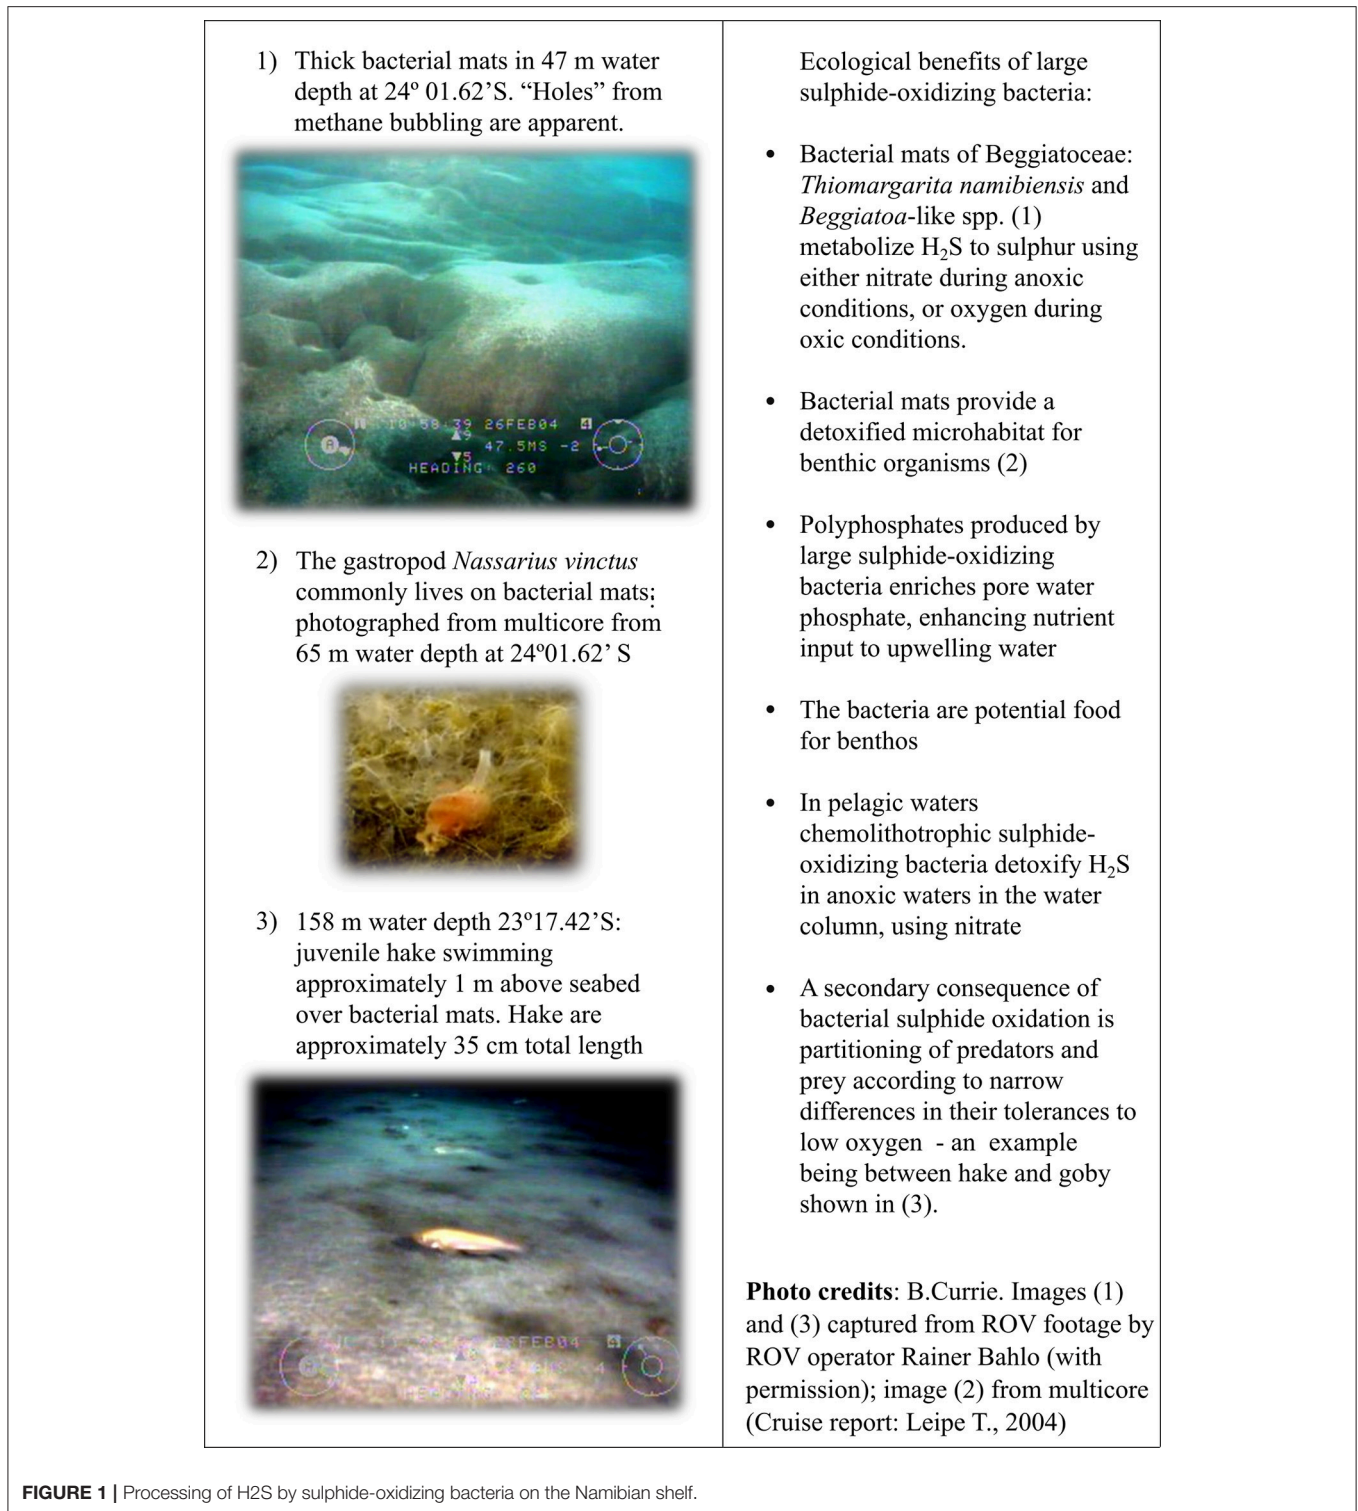 1) Thick bacterial mats in 47 m water
depth at 24º 01.62’S. “Holes” from
methane bubbling are apparent.
26FEB04 4
47.5MS -2
HEADING 260
2) The gastropod Nassarius vinctus
commonly lives on bacterial mats;
photographed from multicore from
65 m water depth at 24º01.62’ S
3) 158 m water depth 23º17.42’S:
juvenile hake swimming
approximately 1 m above seabed
over bacterial mats. Hake are
approximately 35 cm total length
Ecological benefits of large
sulphide-oxidizing bacteria:
• Bacterial mats of Beggiatoceae:
Thiomargarita namibiensis and
Beggiatoa-like spp. (1)
metabolize H₂S to sulphur using
either nitrate during anoxic
conditions, or oxygen during
oxic conditions.
• Bacterial mats provide a
detoxified microhabitat for
benthic organisms (2)
• Polyphosphates produced by
large sulphide-oxidizing
bacteria enriches pore water
phosphate, enhancing nutrient
input to upwelling water
• The bacteria are potential food
for benthos
• In pelagic waters
chemolithotrophic sulphide-
oxidizing bacteria detoxify H₂S
in anoxic waters in the water
column, using nitrate
• A secondary consequence of
bacterial sulphide oxidation is
partitioning of predators and
prey according to narrow
differences in their tolerances to
low oxygen - an example
being between hake and goby
shown in (3).
Photo credits: B.Currie. Images (1)
and (3) captured from ROV footage by
ROV operator Rainer Bahlo (with
permission); image (2) from multicore
(Cruise report: Leipe T., 2004)
FIGURE 1 | Processing of H2S by sulphide-oxidizing bacteria on the Namibian shelf.